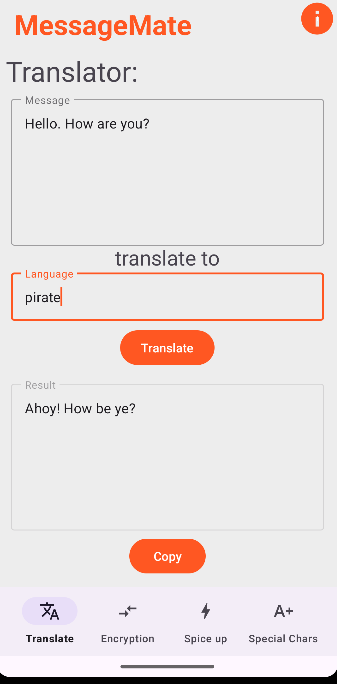 MessageMate
Translator:
Message
Hello. How are you?
translate to
Language
pirate
Translate
Result
Ahoy! How be ye?
Copy
Translate
Encryption
Spice up
A+
Special Chars